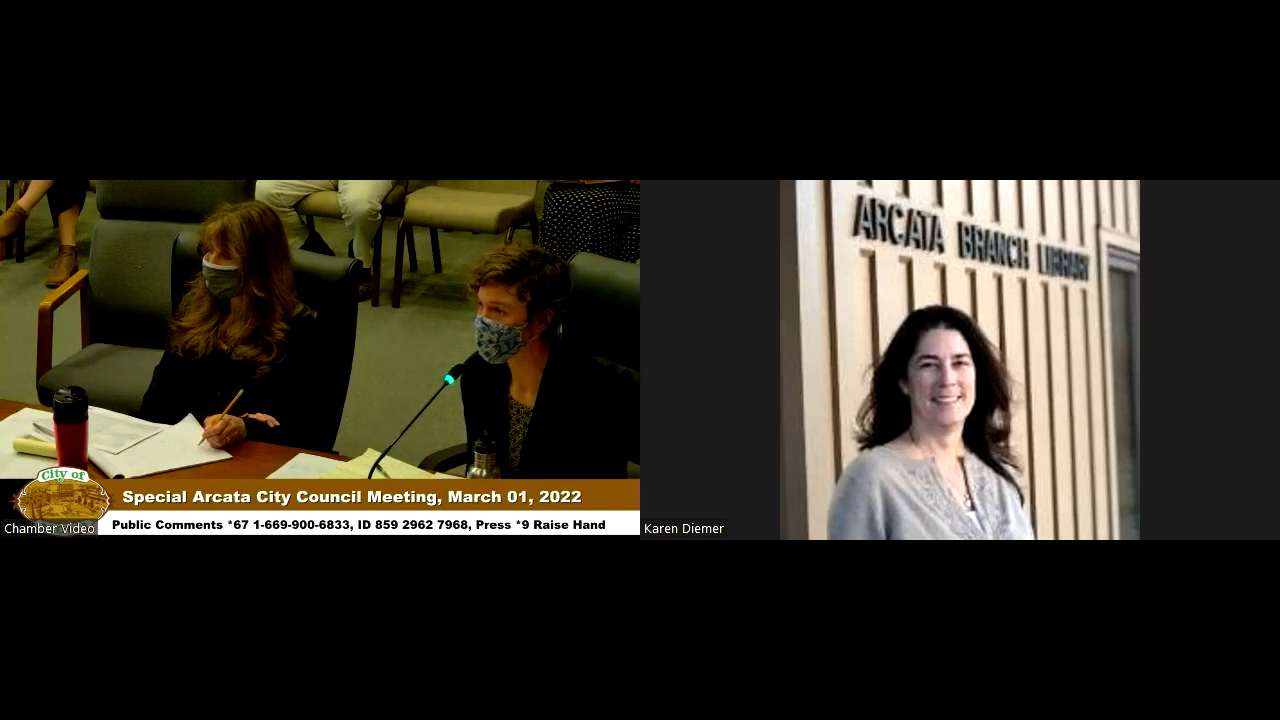 ARCATA BRANCH LIBRARY
City of
Special Arcata City Council Meeting, March 01, 2022
Public Comments *67 1-669-900-6833, ID 859 2962 7968, Press *9 Raise Hand
Chamber Video
Karen Diemer